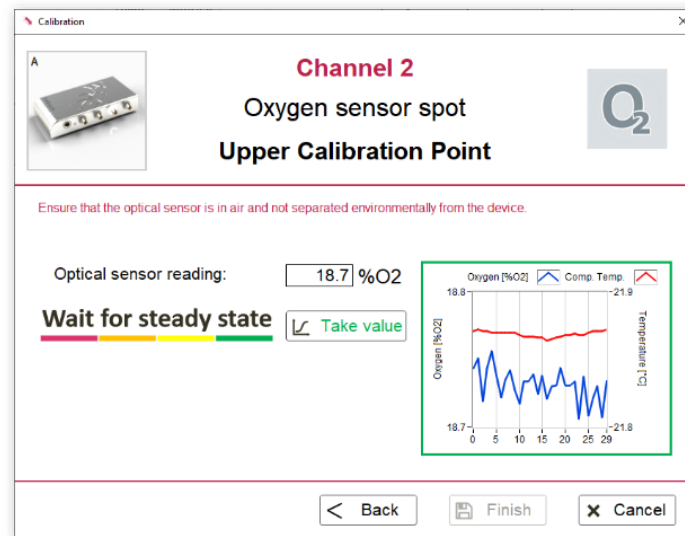 Calibration
A
Channel 2
Oxygen sensor spot
Upper Calibration Point
O2
Ensure that the optical sensor is in air and not separated environmentally from the device.
Optical sensor reading:
18.7 %O2
Wait for steady state
Take value
Oxygen [%O2] Comp. Temp.
18.8
21.9
Oxygen [%O2]
Temperature [°C]
18.7
21.8
0 5 10 15 20 25 29
< Back
Finish
Cancel